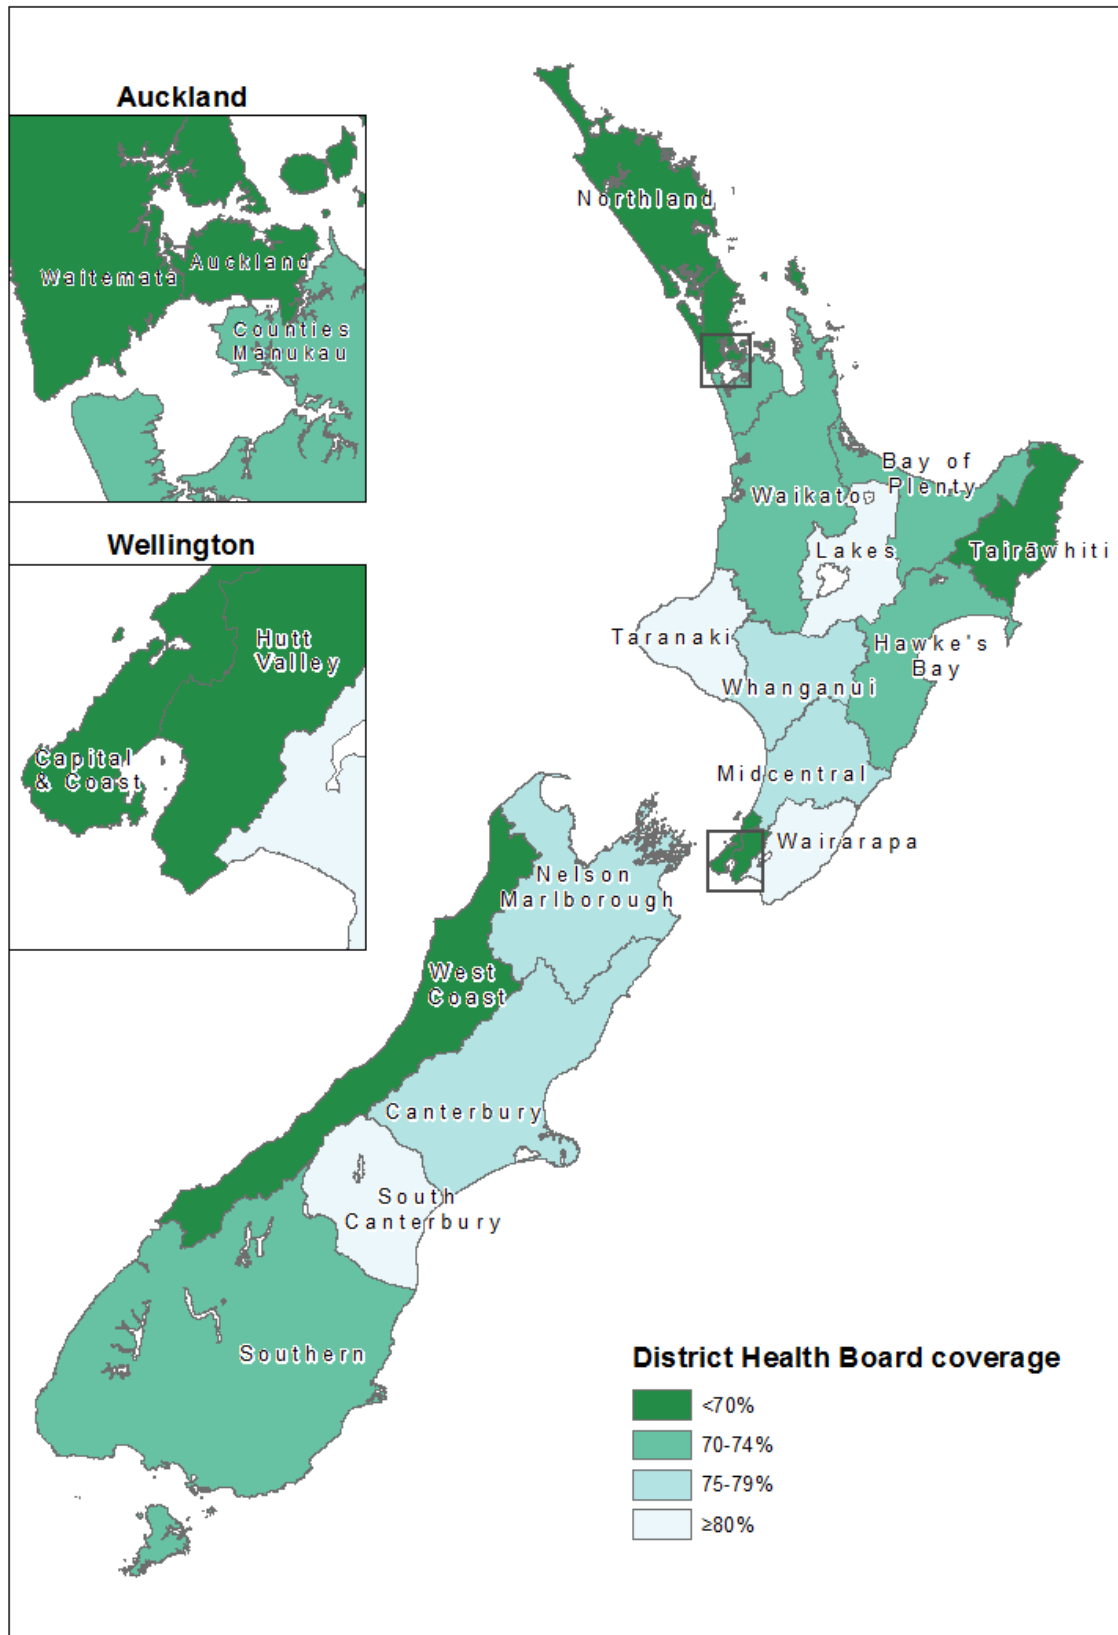 Auckland
Waitemata
Auckland
Counties
Manukau
Wellington
Hutt
Valley
Capital
& Coast
Northland
Bay of
Plenty
Waikato
Lakes
Tairāwhiti
Taranaki
Hawke's
Bay
Whanganui
Midcentral
Wairarapa
Nelson
Marlborough
West
Coast
Canterbury
South
Canterbury
Southern
District Health Board coverage
<70%
70-74%
75-79%
≥80%